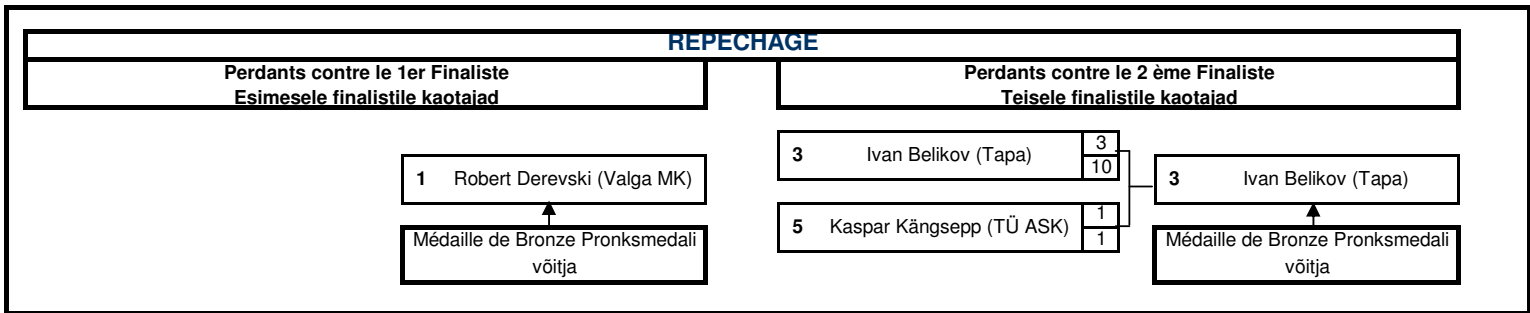 REPECHAGE
Perdants contre le 1er Finaliste
Esimesele finalistile kaotajad
Perdants contre le 2 ème Finaliste
Teisele finalistile kaotajad
1 Robert Derevski (Valga MK)
Médaille de Bronze Pronksmedali
võitja
3 Ivan Belikov (Tapa) 3
10
5 Kaspar Kängsepp (TÜ ASK) 1
1
3 Ivan Belikov (Tapa)
Médaille de Bronze Pronksmedali
võitja